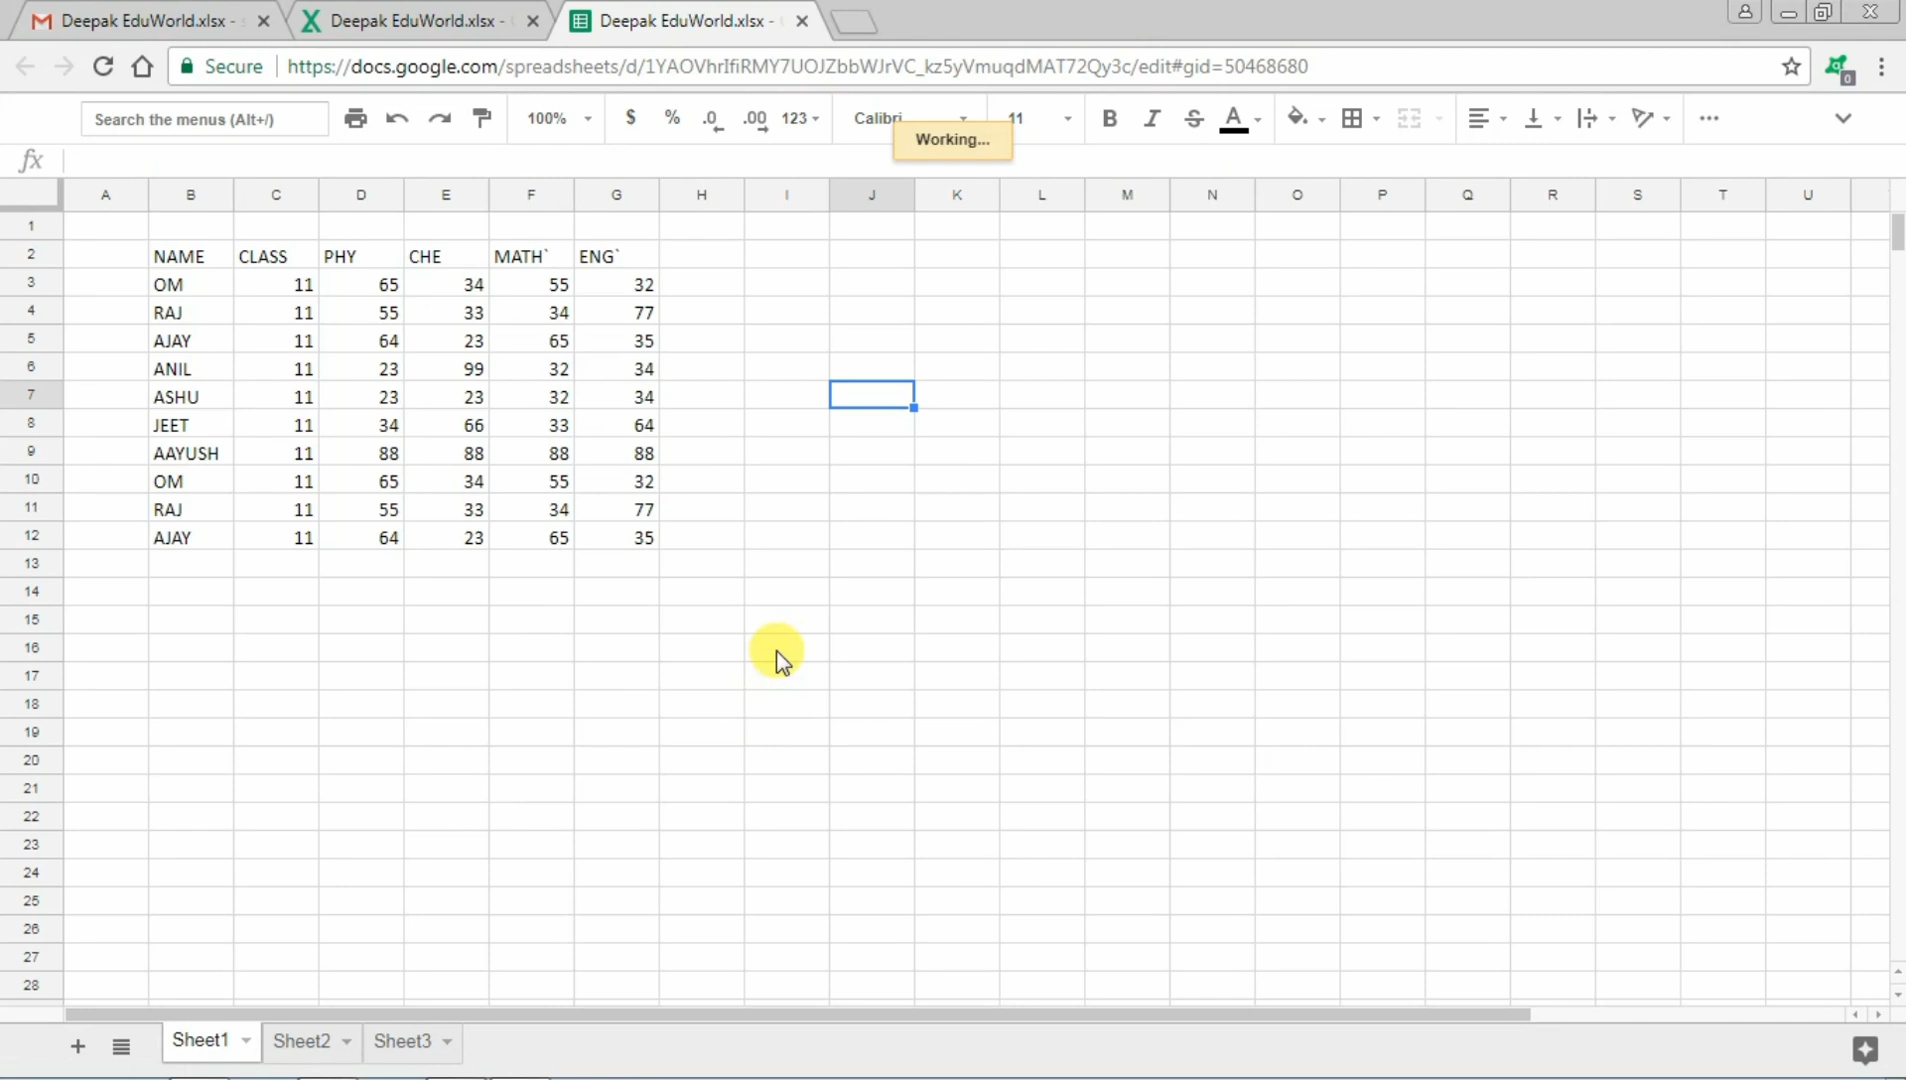 Deepak EduWorld.xlsx -
Deepak EduWorld.xlsx -
Deepak EduWorld.xlsx -
Secure https://docs.google.com/spreadsheets/d/1YAOVhrIfiRMY7UOJZbbWJrVC_kz5yVmuqdMAT72Qy3c/edit#gid=50468680
0
Search the menus (Alt+/) 100% $ % .0 .00 123 Calibri 11 B I S A
Working...
fx
A B C D E F G H I J K L M N O P Q R S T U
1
2 NAME CLASS PHY CHE MATH` ENG`
3 OM 11 65 34 55 32
4 RAJ 11 55 33 34 77
5 AJAY 11 64 23 65 35
6 ANIL 11 23 99 32 34
7 ASHU 11 23 23 32 34
8 JEET 11 34 66 33 64
9 AAYUSH 11 88 88 88 88
10 OM 11 65 34 55 32
11 RAJ 11 55 33 34 77
12 AJAY 11 64 23 65 35
13
14
15
16
17
18
19
20
21
22
23
24
25
26
27
28
Sheet1 Sheet2 Sheet3